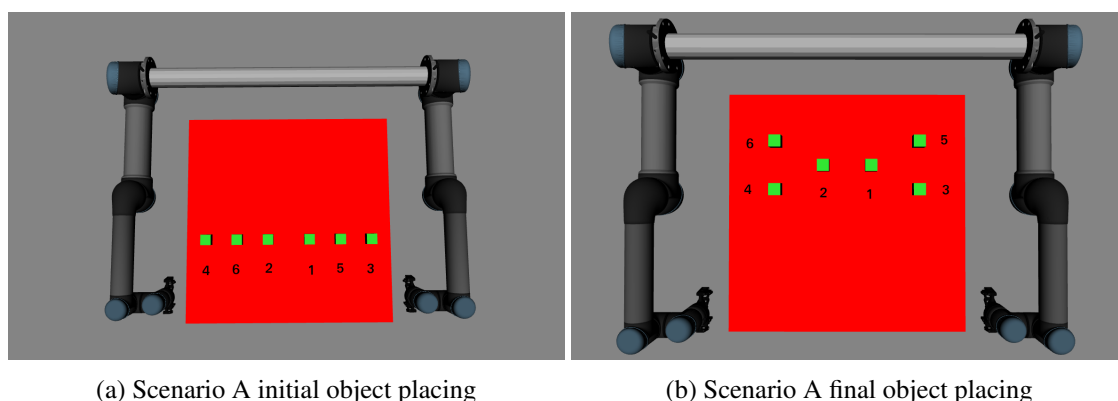 4 6 2 1 5 3
(a) Scenario A initial object placing
6 5
4 2 1 3
(b) Scenario A final object placing